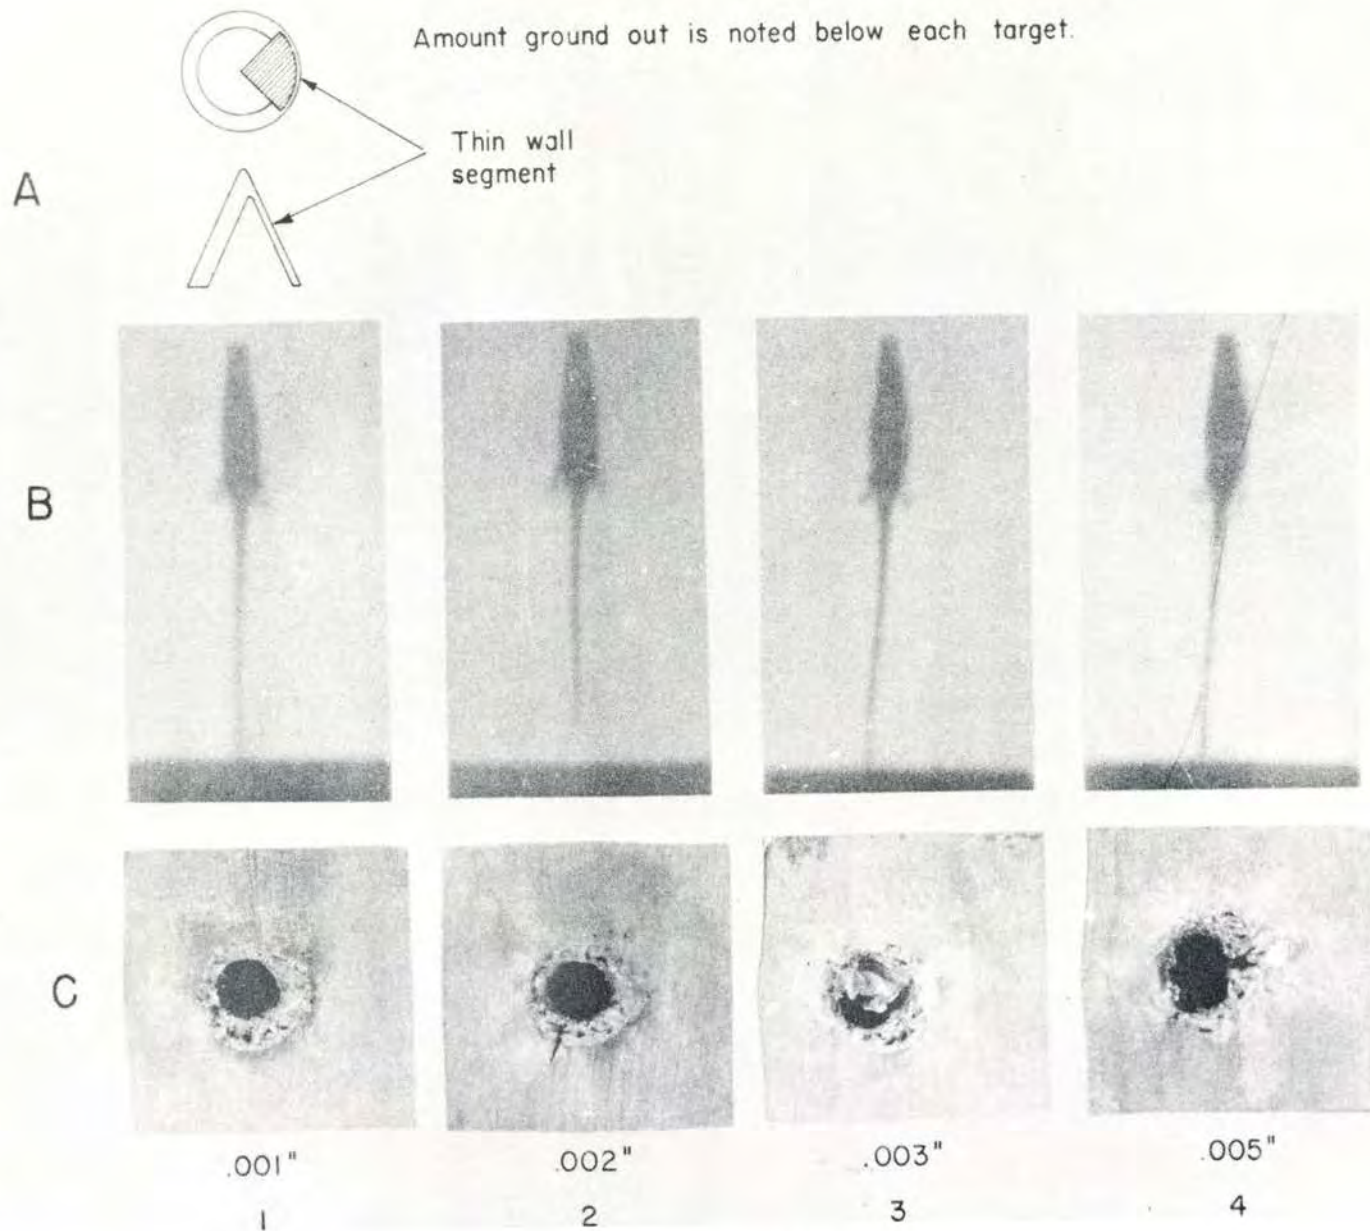 Amount ground out is noted below each target.
Thin wall
segment
A
B
C
.001"
.002"
.003"
.005"
1
2
3
4